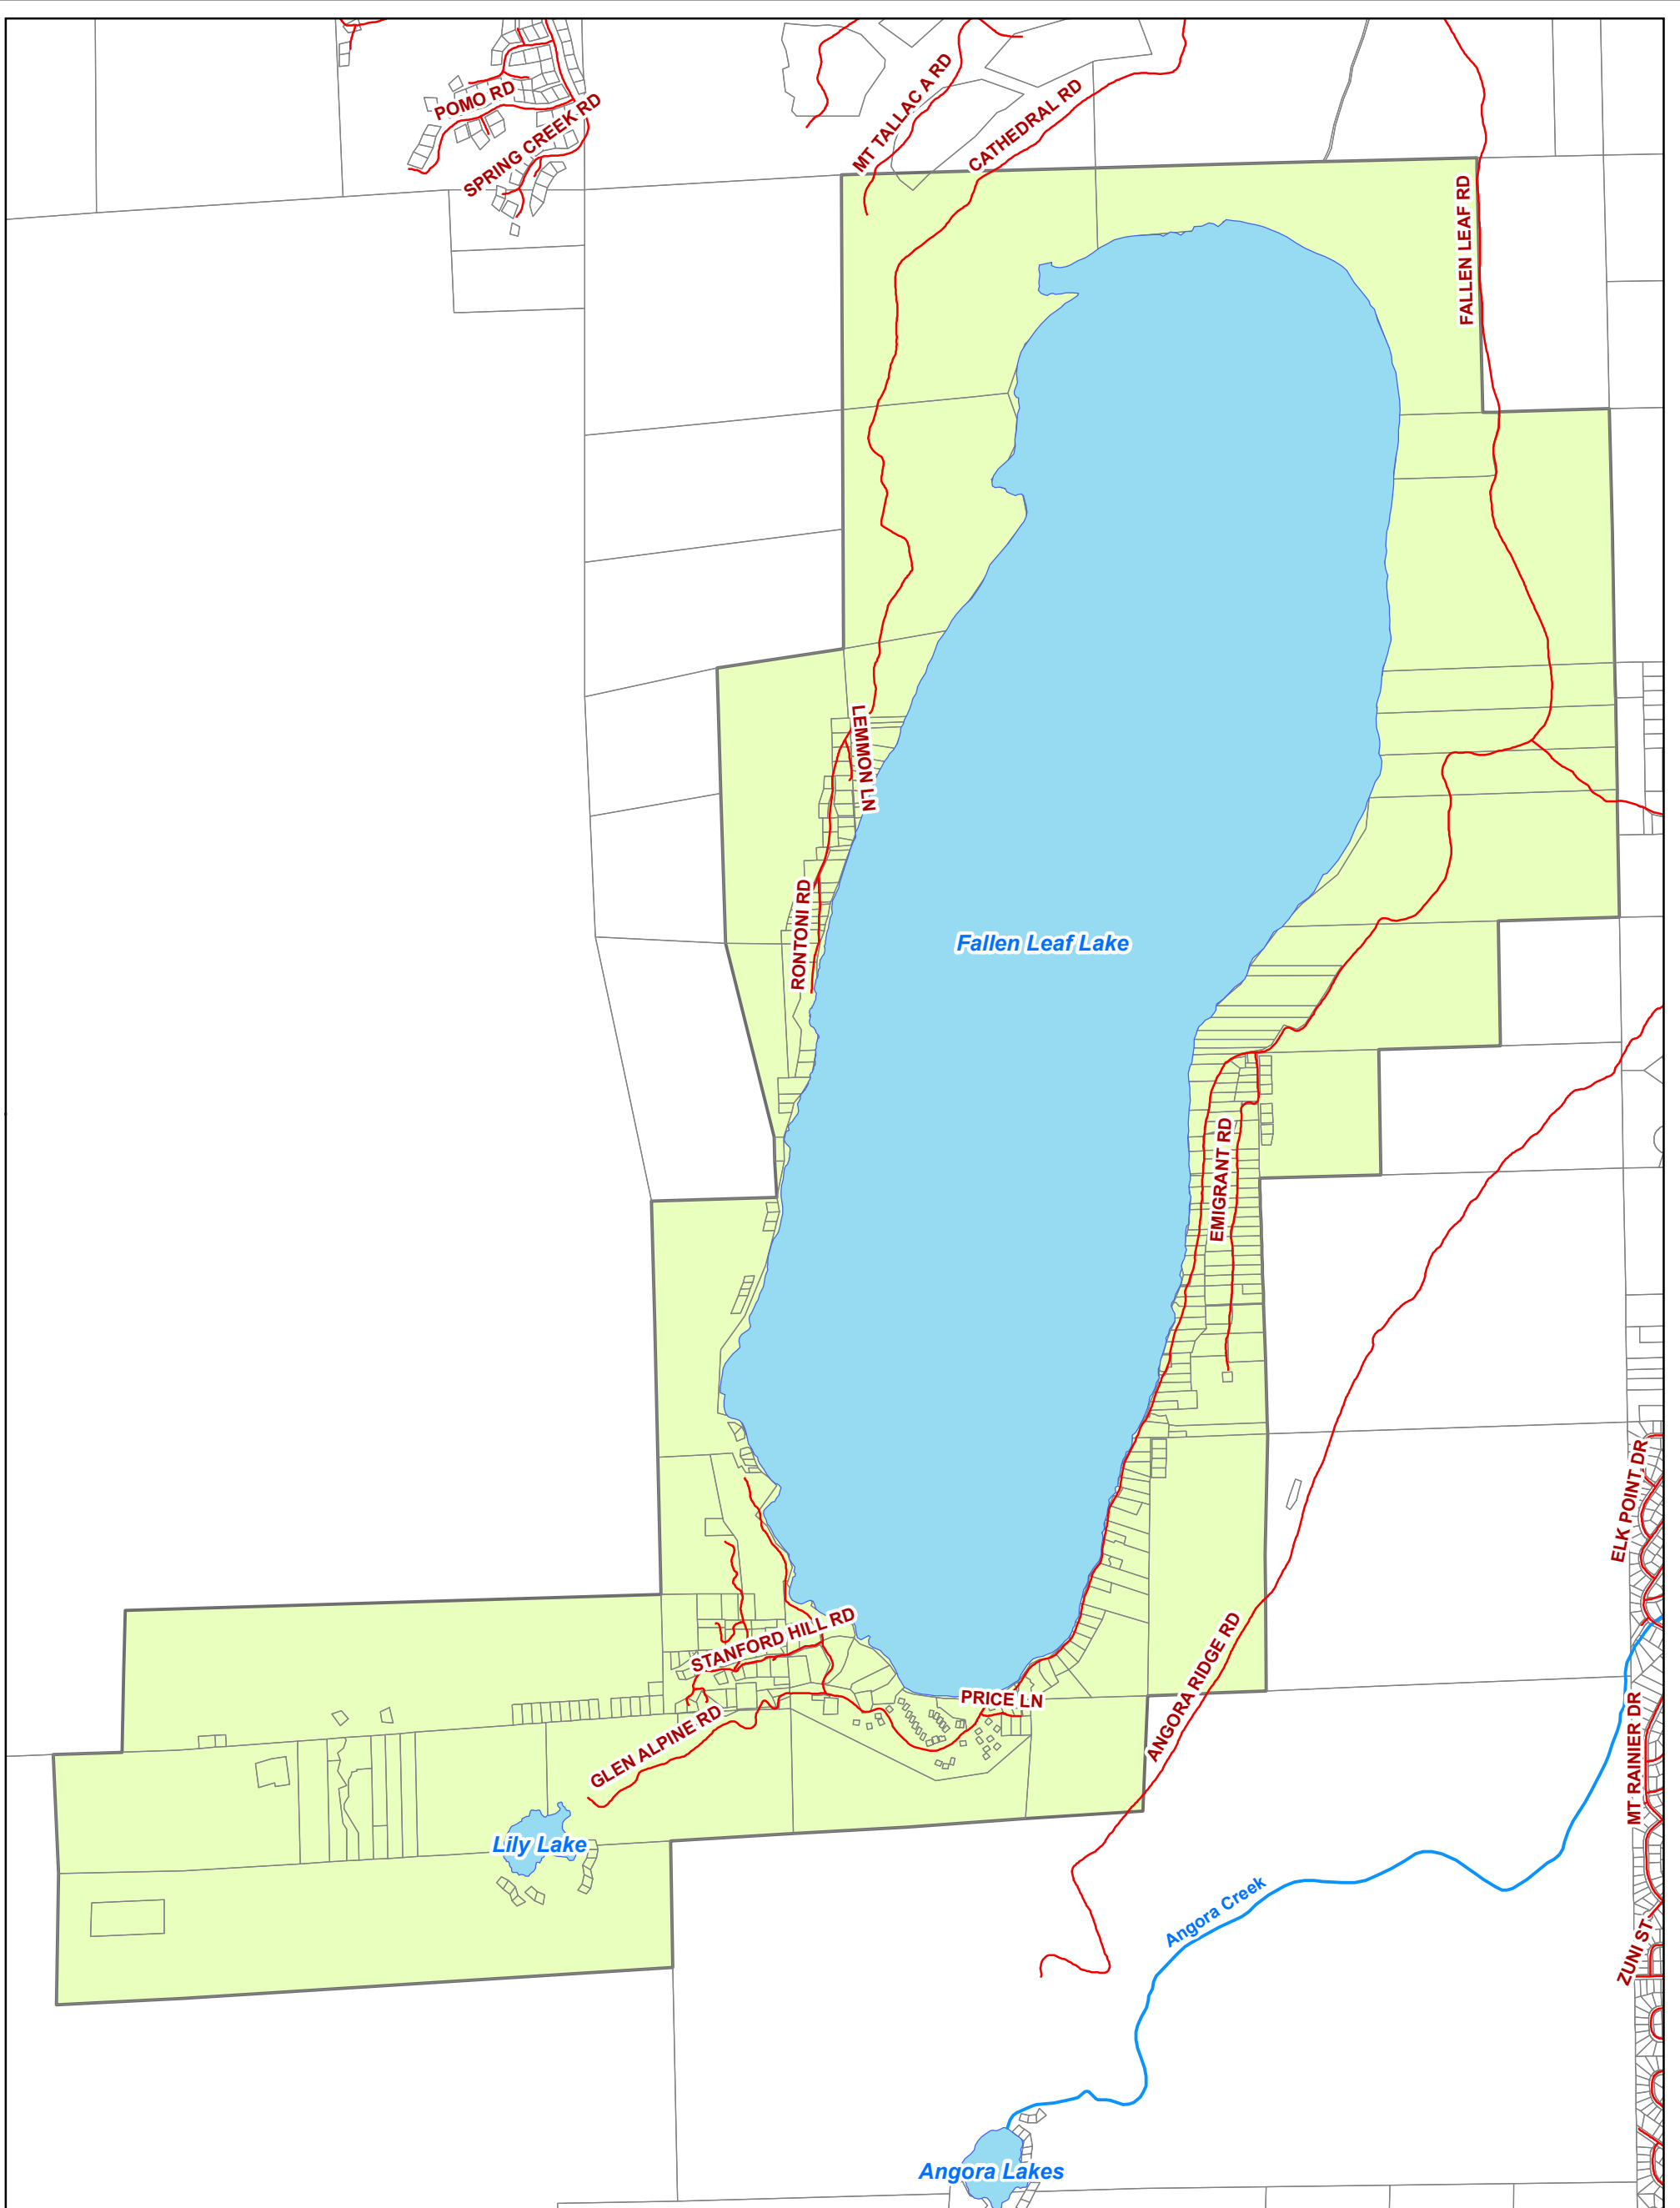 POMO RD
SPRING CREEK RD
MT TALLAC A RD
CATHEDRAL RD
FALLEN LEAF RD
LEMMON LN
RONTONI RD
Fallen Leaf Lake
EMIGRANT RD
ELK POINT DR
STANFORD HILL RD
PRICE LN
ANGORA RIDGE RD
GLEN ALPINE RD
MT RAINIER DR
Lily Lake
Angora Creek
ZUNI ST
Angora Lakes